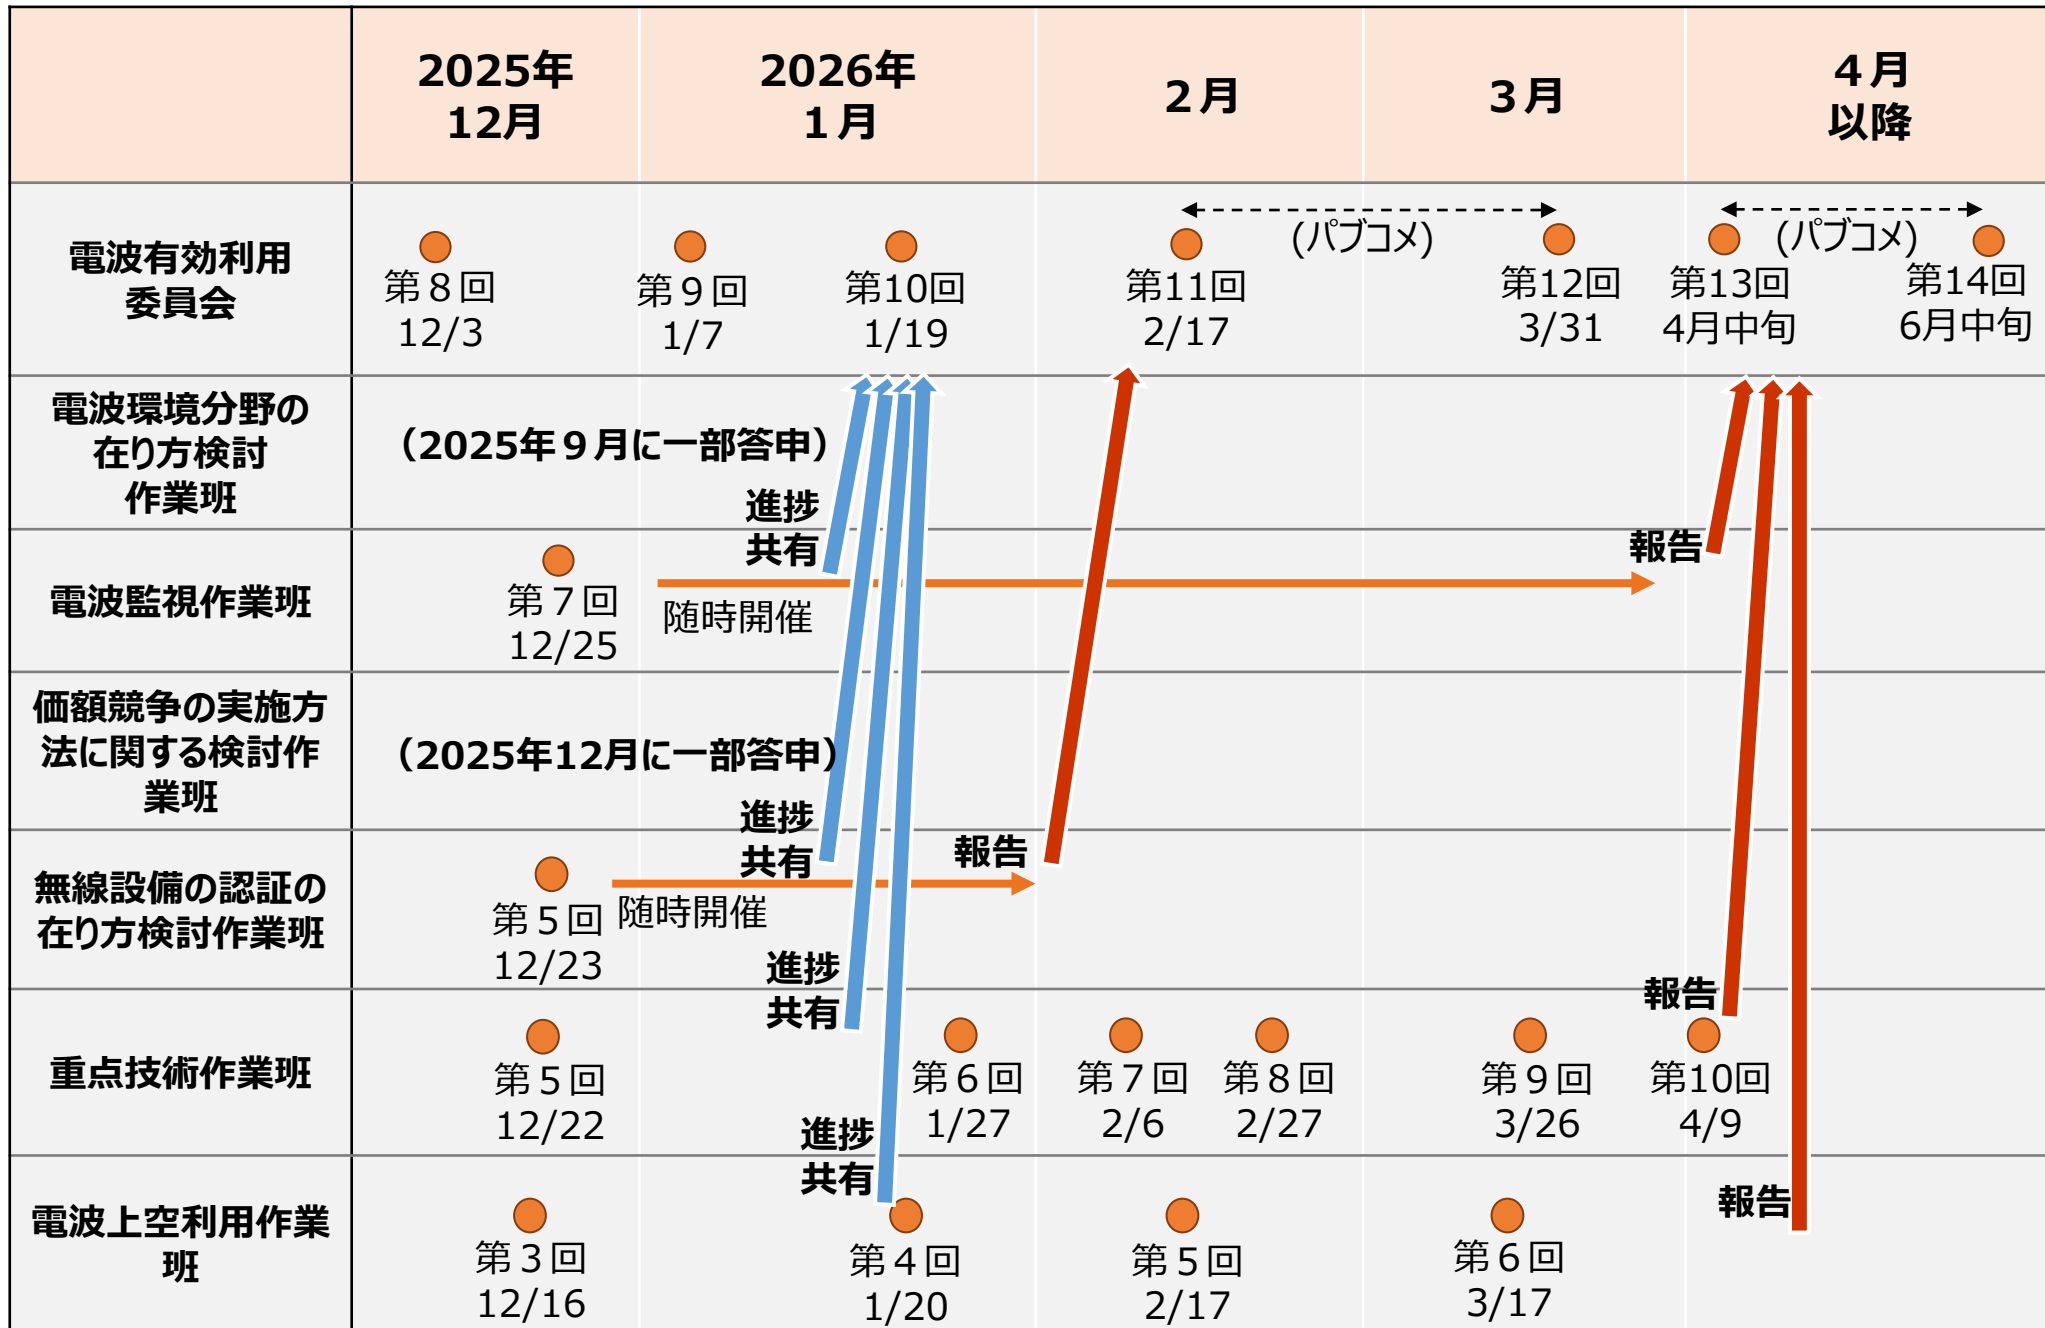 2025年
12月
2026年
１月
２月
３月
４月
以降
電波有効利用
委員会
第８回
12/3
第９回
1/7
第10回
1/19
第11回
2/17
(パブコメ)
第12回
3/31
第13回
4月中旬
(パブコメ)
第14回
6月中旬
電波環境分野の
在り方検討
作業班
（2025年９月に一部答申）
進捗
共有
電波監視作業班
第７回
12/25
随時開催
報告
価額競争の実施方
法に関する検討作
業班
（2025年12月に一部答申）
進捗
共有
無線設備の認証の
在り方検討作業班
第５回
12/23
随時開催
報告
進捗
共有
重点技術作業班
第５回
12/22
第６回
1/27
第７回
2/6
第８回
2/27
第９回
3/26
報告
第10回
4/9
進捗
共有
電波上空利用作業
班
第３回
12/16
第４回
1/20
第５回
2/17
第６回
3/17
報告